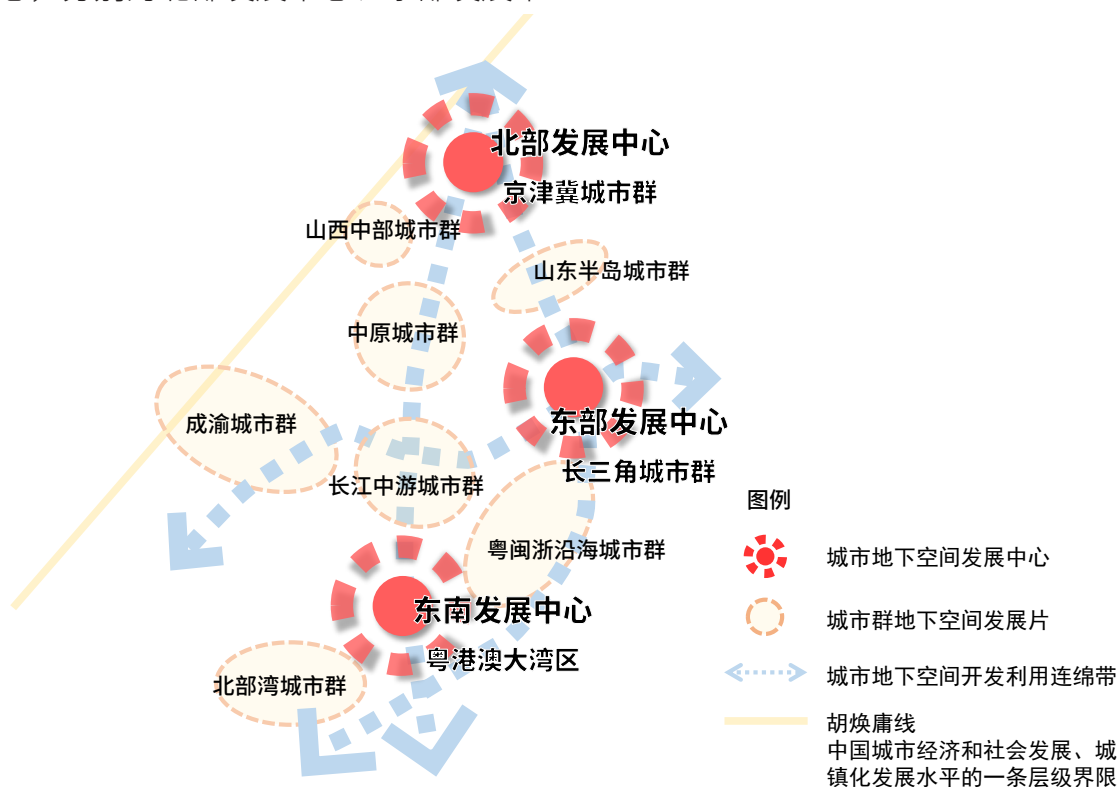 北部发展中心
京津冀城市群
山西中部城市群
山东半岛城市群
中原城市群
成渝城市群
东部发展中心
长三角城市群
长江中游城市群
粤闽浙沿海城市群
东南发展中心
粤港澳大湾区
北部湾城市群
图例
城市地下空间发展中心
城市群地下空间发展片
城市地下空间开发利用连绵带
胡焕庸线
中国城市经济和社会发展、城
镇化发展水平的一条层级界限